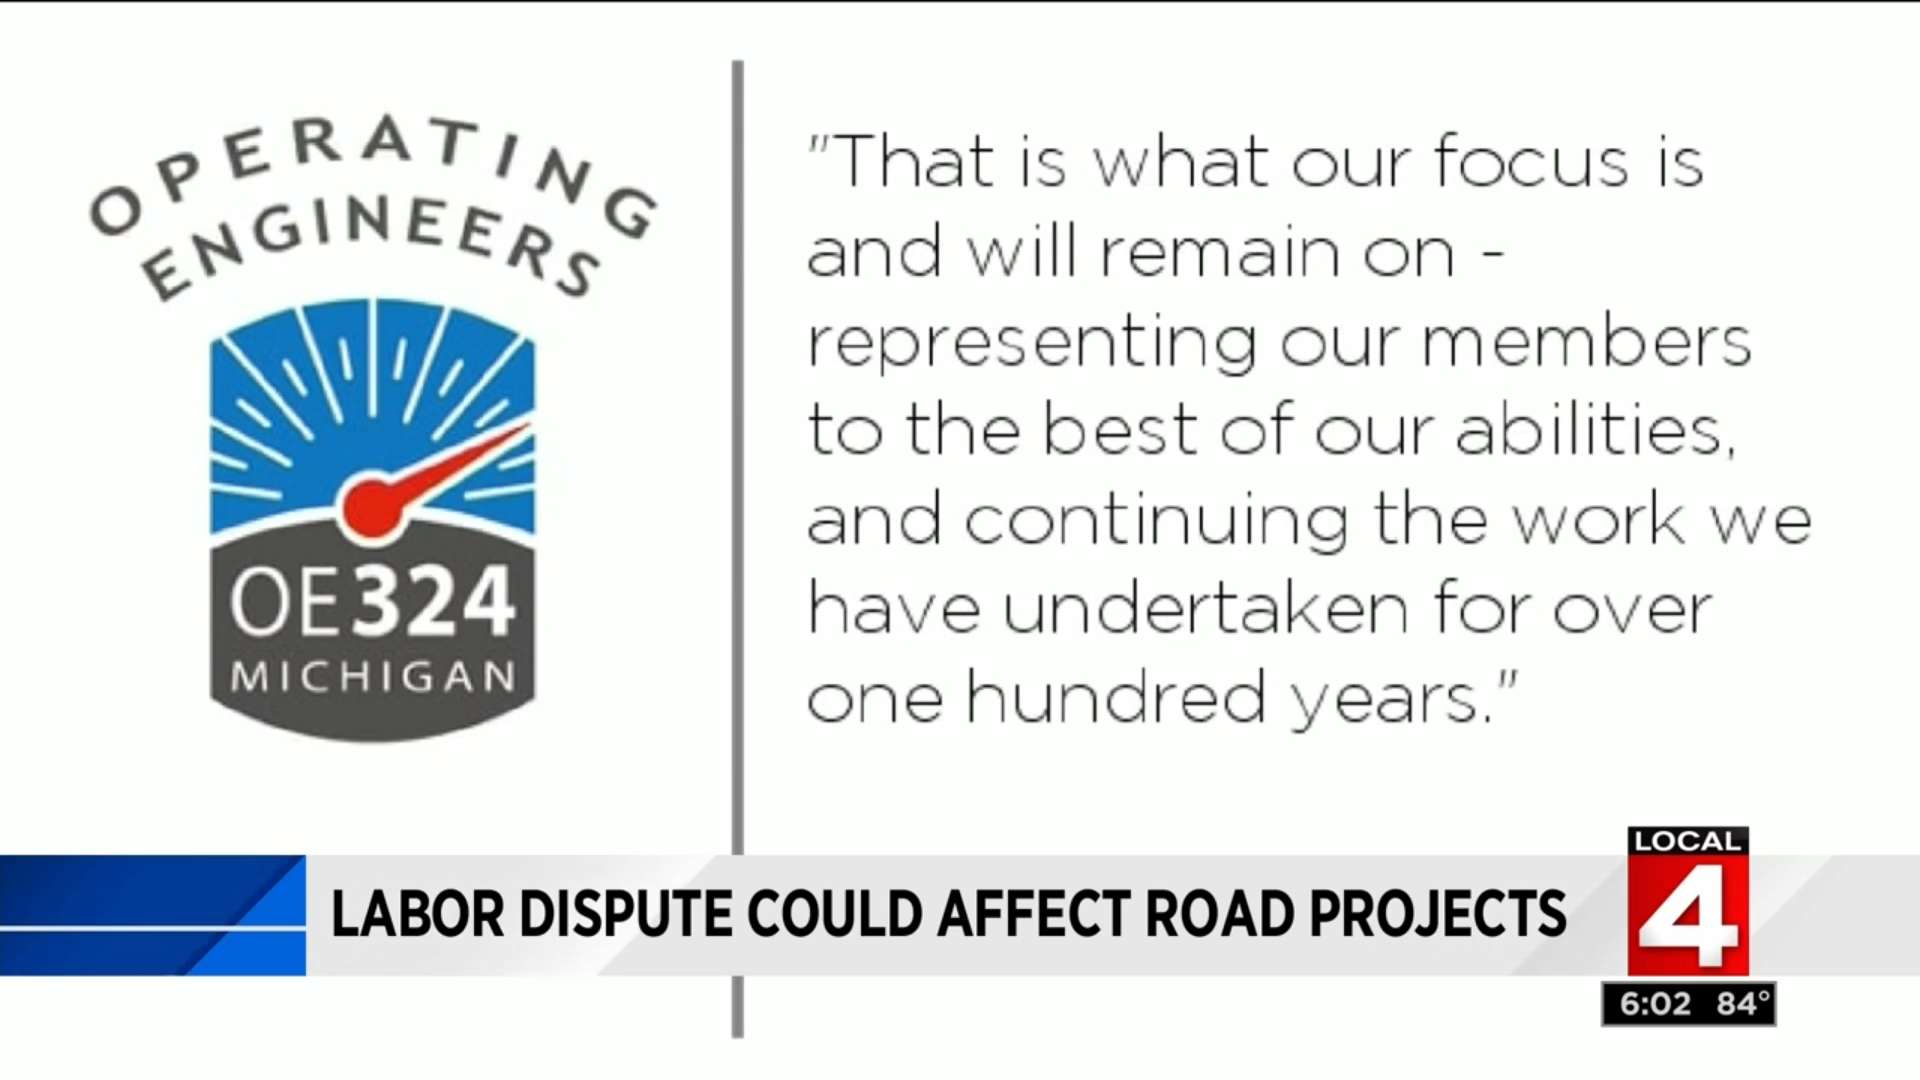 OPERATING
ENGINEERS
OE324
MICHIGAN
"That is what our focus is
and will remain on -
representing our members
to the best of our abilities,
and continuing the work we
have undertaken for over
one hundred years."
LABOR DISPUTE COULD AFFECT ROAD PROJECTS
LOCAL
4
6:02 84°